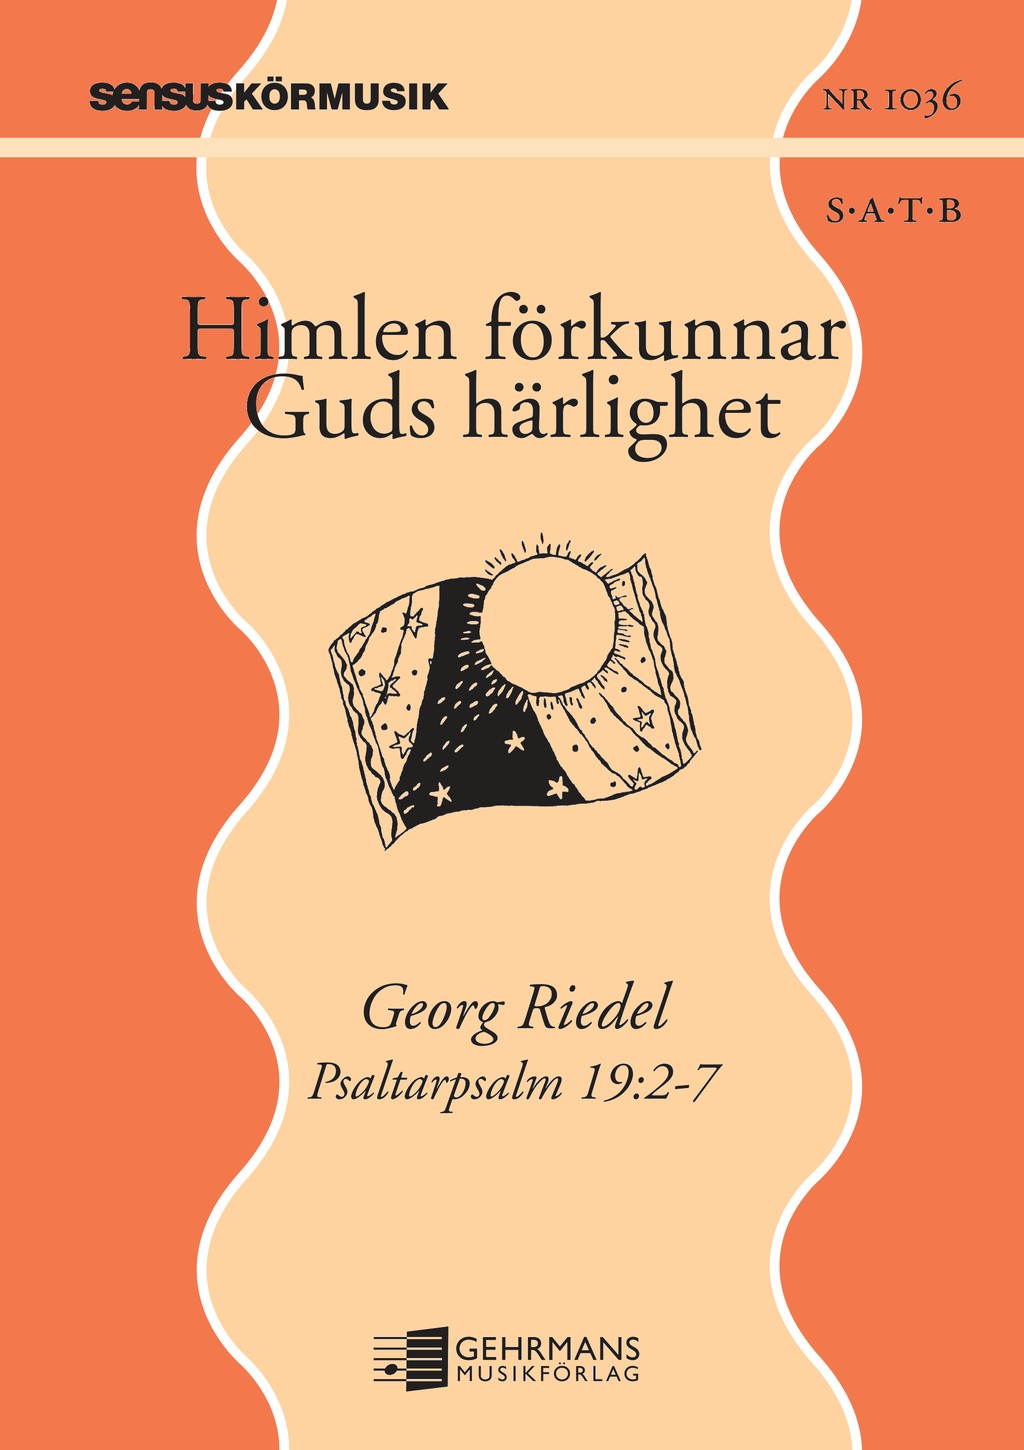 sensusKÖRMUSIK
NR 1036
S·A·T·B
Himlen förkunnar
Guds härlighet
Georg Riedel
Psaltarpsalm 19:2-7
GEHRMANS
MUSIKFÖRLAG